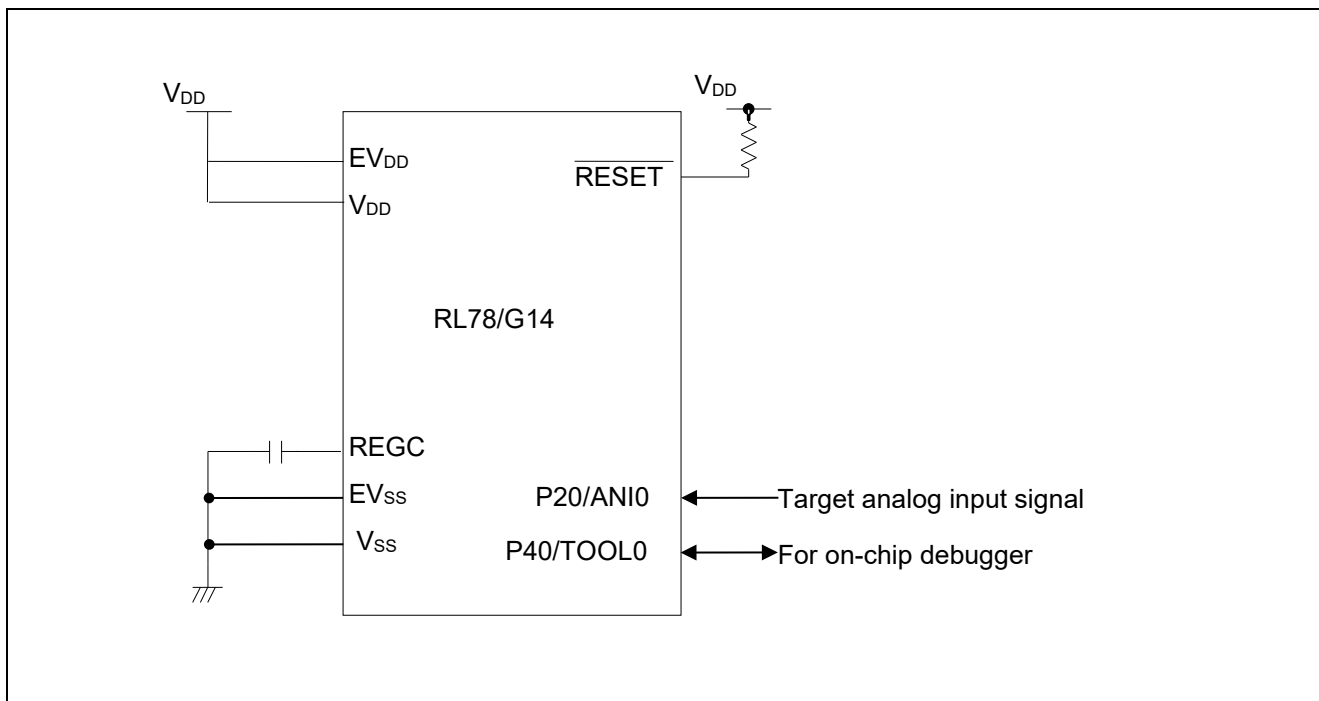 VDD
VDD
EVDD
RESET
VDD
RL78/G14
REGC
EVSS
P20/ANI0
Target analog input signal
VSS
P40/TOOL0
For on-chip debugger